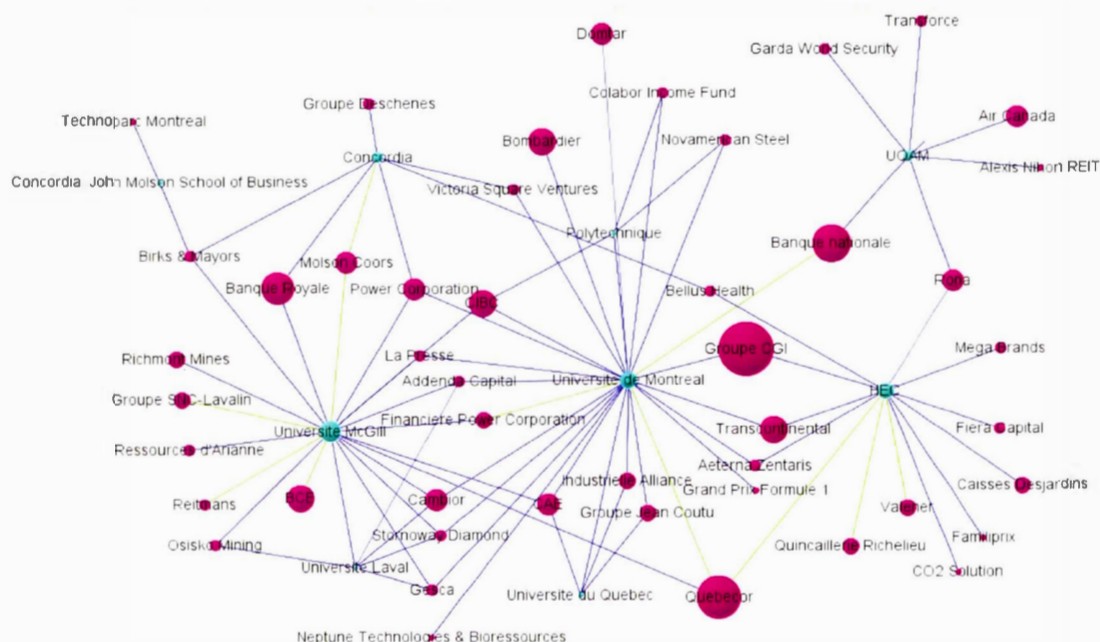 Transforce
Domtar
Garda World Security
Colabor Income Fund
Groupe Deschenes
Air Canada
Technoparc Montreal
Bombardier
Novamerican Steel
Concordia
UQAM
Alexis Nihon REIT
Concordia John Molson School of Business
Victoria Square Ventures
Polytechnique
Banque nationale
Birks & Mayors
Molson Coors
Rona
Banque Royale
Power Corporation
Bellus Health
CIBC
Groupe CGI
Mega Brands
La Presse
Richmont Mines
Addenda Capital
Universite de Montreal
HEC
Groupe SNC-Lavalin
Financiere Power Corporation
Universite McGill
Transcontinental
Fiera Capital
Ressources d'Arianne
Aeterna Zentaris
Industrielle Alliance
Grand Prix Formule 1
Caisses Desjardins
Reitmans
BCE
Cambior
CAE
Groupe Jean Coutu
Valener
Stornoway Diamond
Familiprix
Osisko Mining
Quincaillerie Richelieu
Universite Laval
CO2 Solution
Gesca
Universite du Quebec
Quebecor
Neptune Technologies & Bioressources